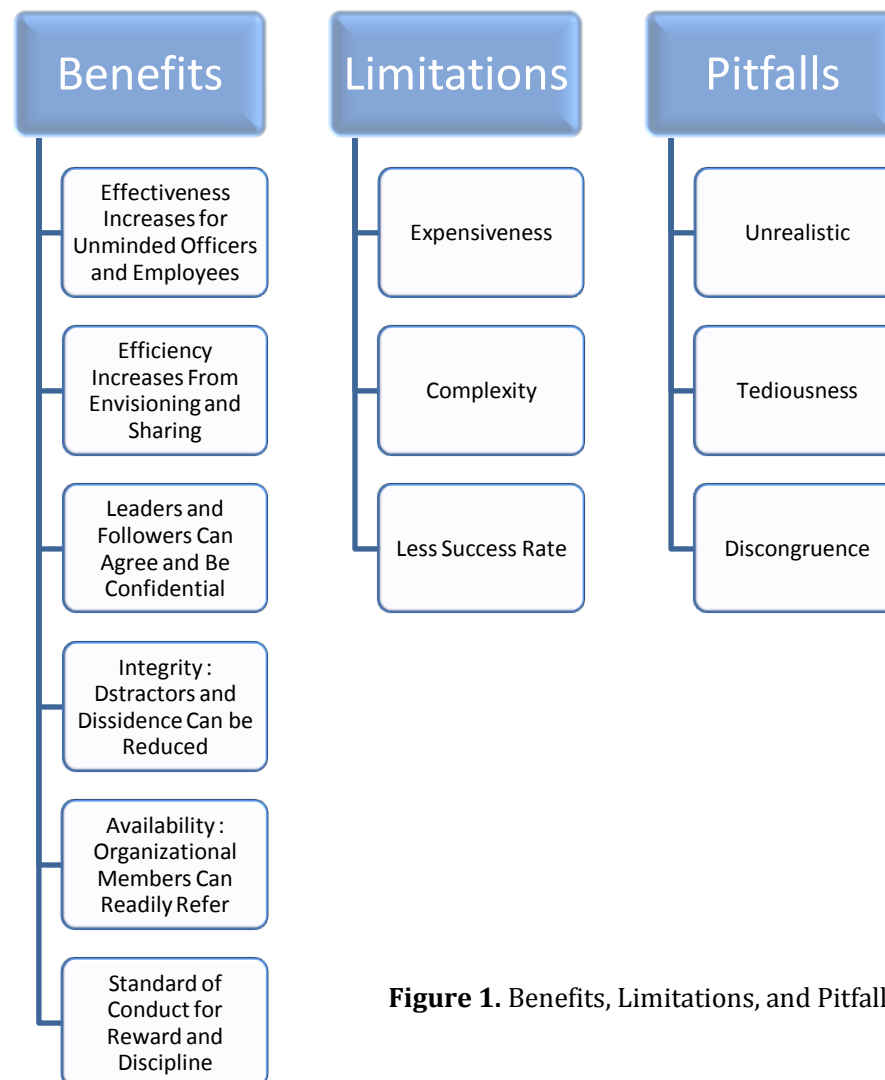 Benefits
Effectiveness
Increases for
Unminded Officers
and Employees
Efficiency
Increases From
Envisioning and
Sharing
Leaders and
Followers Can
Agree and Be
Confidential
Integrity :
Dstractors and
Dissidence Can be
Reduced
Availability :
Organizational
Members Can
Readily Refer
Standard of
Conduct for
Reward and
Discipline
Limitations
Expensiveness
Complexity
Less Success Rate
Pitfalls
Unrealistic
Tediousness
Discongruence
Figure 1. Benefits, Limitations, and Pitfall